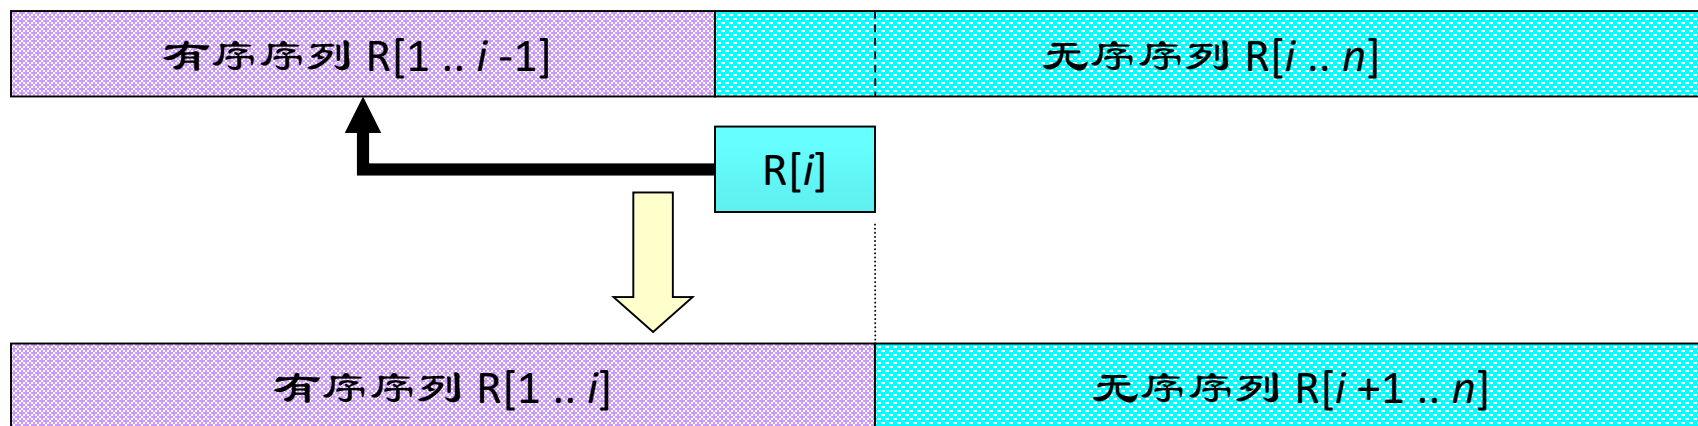 有序序列 R[1 .. i -1] 无序序列 R[i .. n]
R[i]
有序序列 R[1 .. i] 无序序列 R[i +1 .. n]